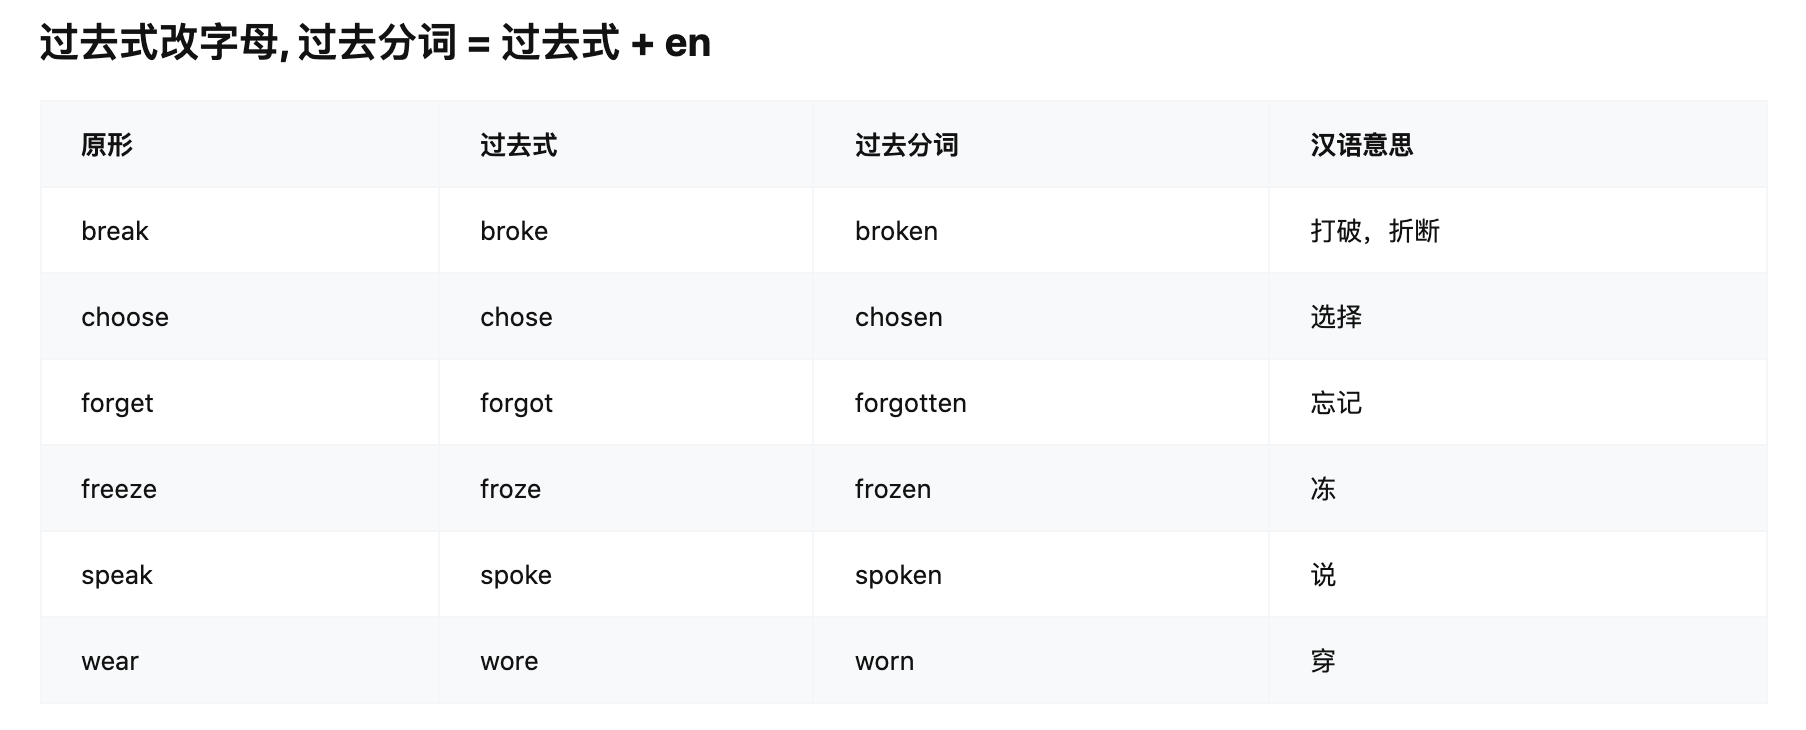 过去式改字母, 过去分词 = 过去式 + en
原形 过去式 过去分词 汉语意思
break broke broken 打破，折断
choose chose chosen 选择
forget forgot forgotten 忘记
freeze froze frozen 冻
speak spoke spoken 说
wear wore worn 穿